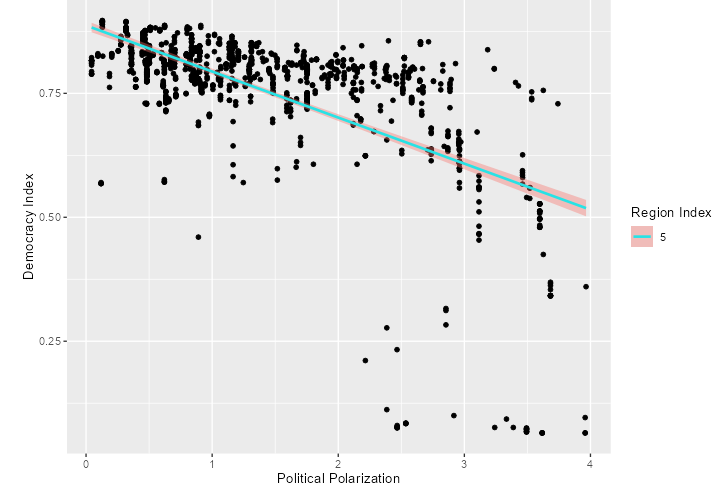 Democracy Index
0.75
0.50
0.25
0 1 2 3 4
Political Polarization
Region Index
5